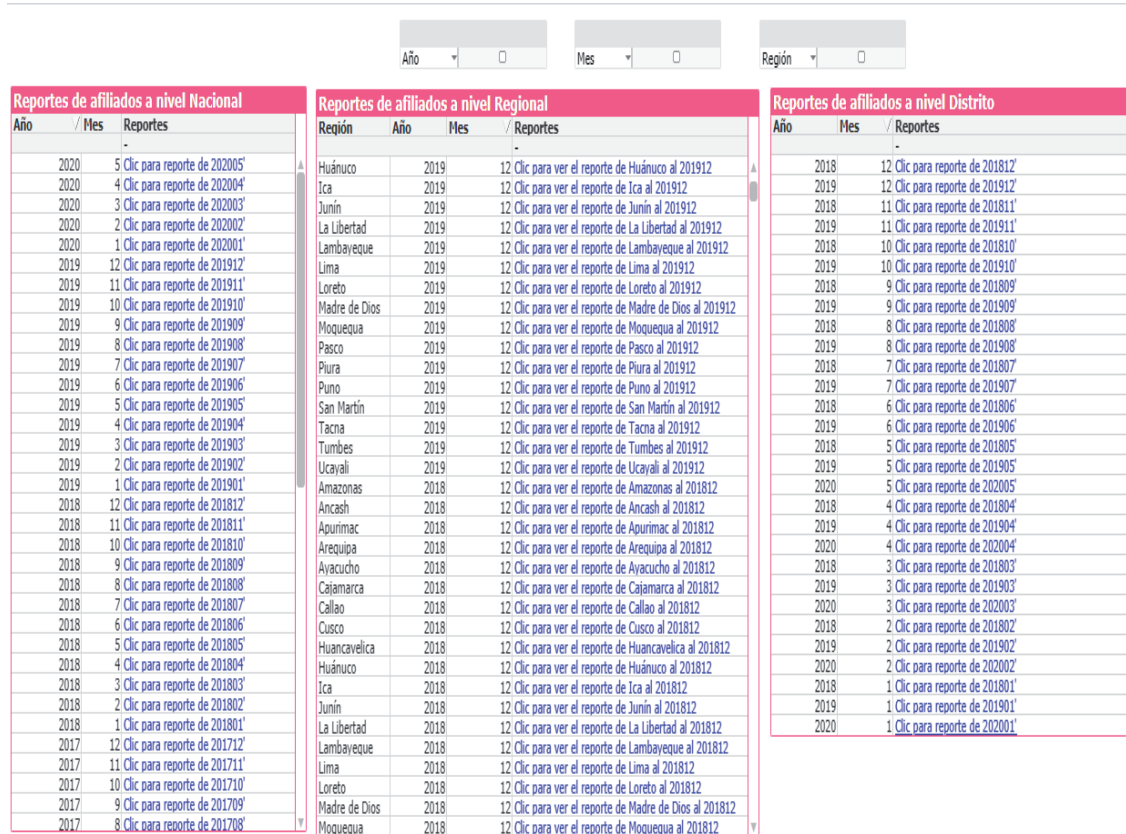 Año Mes Región
Reportes de afiliados a nivel Nacional
Año Mes Reportes
-
2020 5 Clic para reporte de 202005'
2020 4 Clic para reporte de 202004'
2020 3 Clic para reporte de 202003'
2020 2 Clic para reporte de 202002'
2020 1 Clic para reporte de 202001'
2019 12 Clic para reporte de 201912'
2019 11 Clic para reporte de 201911'
2019 10 Clic para reporte de 201910'
2019 9 Clic para reporte de 201909'
2019 8 Clic para reporte de 201908'
2019 7 Clic para reporte de 201907'
2019 6 Clic para reporte de 201906'
2019 5 Clic para reporte de 201905'
2019 4 Clic para reporte de 201904'
2019 3 Clic para reporte de 201903'
2019 2 Clic para reporte de 201902'
2019 1 Clic para reporte de 201901'
2018 12 Clic para reporte de 201812'
2018 11 Clic para reporte de 201811'
2018 10 Clic para reporte de 201810'
2018 9 Clic para reporte de 201809'
2018 8 Clic para reporte de 201808'
2018 7 Clic para reporte de 201807'
2018 6 Clic para reporte de 201806'
2018 5 Clic para reporte de 201805'
2018 4 Clic para reporte de 201804'
2018 3 Clic para reporte de 201803'
2018 2 Clic para reporte de 201802'
2018 1 Clic para reporte de 201801'
2017 12 Clic para reporte de 201712'
2017 11 Clic para reporte de 201711'
2017 10 Clic para reporte de 201710'
2017 9 Clic para reporte de 201709'
2017 8 Clic para reporte de 201708'
Reportes de afiliados a nivel Regional
Región Año Mes Reportes
-
Huánuco 2019 12 Clic para ver el reporte de Huánuco al 201912
Ica 2019 12 Clic para ver el reporte de Ica al 201912
Junín 2019 12 Clic para ver el reporte de Junín al 201912
La Libertad 2019 12 Clic para ver el reporte de La Libertad al 201912
Lambayeque 2019 12 Clic para ver el reporte de Lambayeque al 201912
Lima 2019 12 Clic para ver el reporte de Lima al 201912
Loreto 2019 12 Clic para ver el reporte de Loreto al 201912
Madre de Dios 2019 12 Clic para ver el reporte de Madre de Dios al 201912
Moquegua 2019 12 Clic para ver el reporte de Moquegua al 201912
Pasco 2019 12 Clic para ver el reporte de Pasco al 201912
Piura 2019 12 Clic para ver el reporte de Piura al 201912
Puno 2019 12 Clic para ver el reporte de Puno al 201912
San Martín 2019 12 Clic para ver el reporte de San Martín al 201912
Tacna 2019 12 Clic para ver el reporte de Tacna al 201912
Tumbes 2019 12 Clic para ver el reporte de Tumbes al 201912
Ucayali 2019 12 Clic para ver el reporte de Ucayali al 201912
Amazonas 2018 12 Clic para ver el reporte de Amazonas al 201812
Ancash 2018 12 Clic para ver el reporte de Ancash al 201812
Apurimac 2018 12 Clic para ver el reporte de Apurimac al 201812
Arequipa 2018 12 Clic para ver el reporte de Arequipa al 201812
Ayacucho 2018 12 Clic para ver el reporte de Ayacucho al 201812
Cajamarca 2018 12 Clic para ver el reporte de Cajamarca al 201812
Callao 2018 12 Clic para ver el reporte de Callao al 201812
Cusco 2018 12 Clic para ver el reporte de Cusco al 201812
Huancavelica 2018 12 Clic para ver el reporte de Huancavelica al 201812
Huánuco 2018 12 Clic para ver el reporte de Huánuco al 201812
Ica 2018 12 Clic para ver el reporte de Ica al 201812
Junín 2018 12 Clic para ver el reporte de Junín al 201812
La Libertad 2018 12 Clic para ver el reporte de La Libertad al 201812
Lambayeque 2018 12 Clic para ver el reporte de Lambayeque al 201812
Lima 2018 12 Clic para ver el reporte de Lima al 201812
Loreto 2018 12 Clic para ver el reporte de Loreto al 201812
Madre de Dios 2018 12 Clic para ver el reporte de Madre de Dios al 201812
Moquegua 2018 12 Clic para ver el reporte de Moquegua al 201812
Reportes de afiliados a nivel Distrito
Año Mes Reportes
-
2018 12 Clic para reporte de 201812'
2019 12 Clic para reporte de 201912'
2018 11 Clic para reporte de 201811'
2019 11 Clic para reporte de 201911'
2018 10 Clic para reporte de 201810'
2019 10 Clic para reporte de 201910'
2018 9 Clic para reporte de 201809'
2019 9 Clic para reporte de 201909'
2018 8 Clic para reporte de 201808'
2019 8 Clic para reporte de 201908'
2018 7 Clic para reporte de 201807'
2019 7 Clic para reporte de 201907'
2018 6 Clic para reporte de 201806'
2019 6 Clic para reporte de 201906'
2018 5 Clic para reporte de 201805'
2019 5 Clic para reporte de 201905'
2020 5 Clic para reporte de 202005'
2018 4 Clic para reporte de 201804'
2019 4 Clic para reporte de 201904'
2020 4 Clic para reporte de 202004'
2018 3 Clic para reporte de 201803'
2019 3 Clic para reporte de 201903'
2020 3 Clic para reporte de 202003'
2018 2 Clic para reporte de 201802'
2019 2 Clic para reporte de 201902'
2020 2 Clic para reporte de 202002'
2018 1 Clic para reporte de 201801'
2019 1 Clic para reporte de 201901'
2020 1 Clic para reporte de 202001'